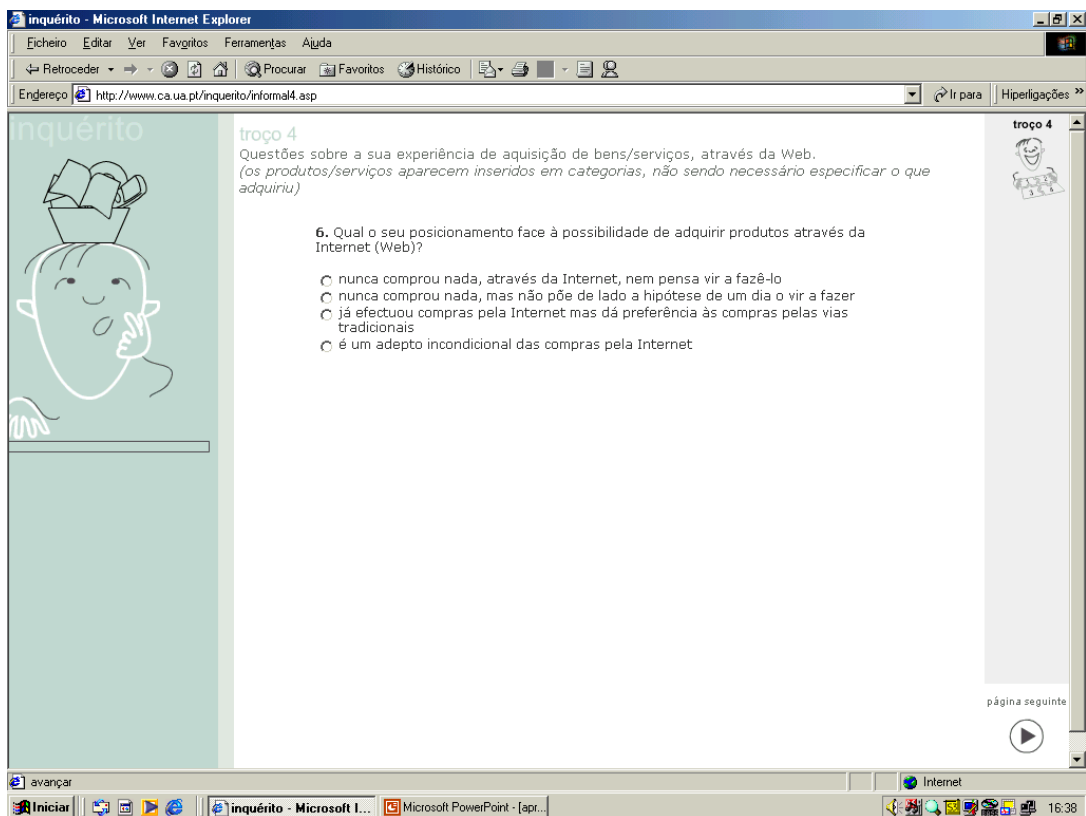 inquérito - Microsoft Internet Explorer
Ficheiro Editar Ver Favoritos Ferramentas Ajuda
Retroceder Procurar Favoritos Histórico
Endereço http://www.ca.ua.pt/inquerito/informal4.asp Ir para Hiperligações »
inquérito
troço 4
troço 4
Questões sobre a sua experiência de aquisição de bens/serviços, através da Web.
(os produtos/serviços aparecem inseridos em categorias, não sendo necessário especificar o que
adquiriu)
6. Qual o seu posicionamento face à possibilidade de adquirir produtos através da
Internet (Web)?
nunca comprou nada, através da Internet, nem pensa vir a fazê-lo
nunca comprou nada, mas não põe de lado a hipótese de um dia o vir a fazer
já efectuou compras pela Internet mas dá preferência às compras pelas vias
tradicionais
é um adepto incondicional das compras pela Internet
página seguinte
avançar Internet
Iniciar inquérito - Microsoft I... Microsoft PowerPoint - [apr... 16:38